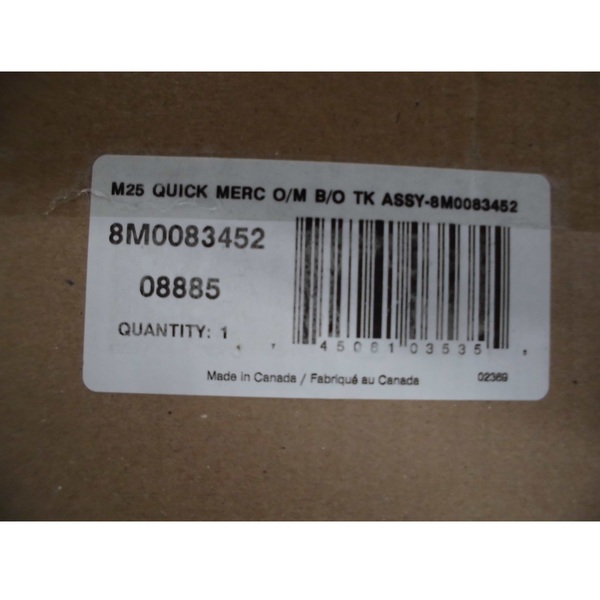 M25 QUICK MERC O/M B/O TK ASSY-8M0083452
8M0083452
08885
QUANTITY: 1
7 45061 03535
Made in Canada / Fabriqué au Canada
02369